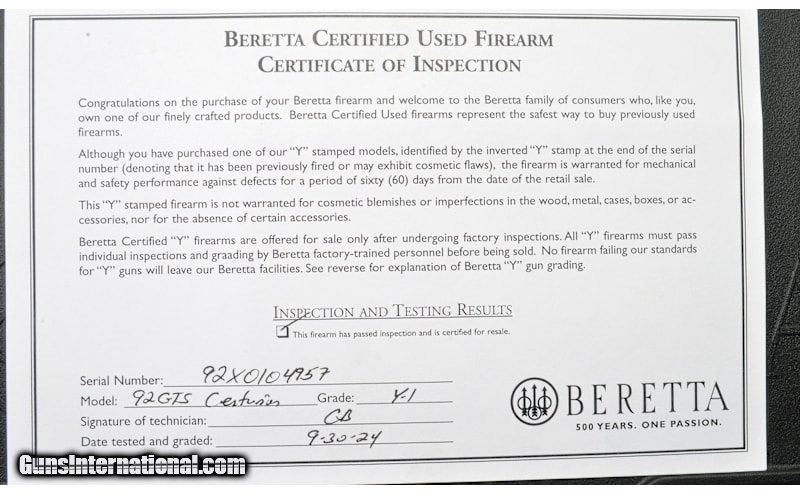 BERETTA CERTIFIED USED FIREARM
CERTIFICATE OF INSPECTION
Congratulations on the purchase of your Beretta firearm and welcome to the Beretta family of consumers who, like you,
own one of our finely crafted products. Beretta Certified Used firearms represent the safest way to buy previously used
firearms.
Although you have purchased one of our "Y" stamped models, identified by the inverted "Y" stamp at the end of the serial
number (denoting that it has been previously fired or may exhibit cosmetic flaws), the firearm is warranted for mechanical
and safety performance against defects for a period of sixty (60) days from the date of the retail sale.
This "Y" stamped firearm is not warranted for cosmetic blemishes or imperfections in the wood, metal, cases, boxes, or ac-
cessories, nor for the absence of certain accessories.
Beretta Certified "Y" firearms are offered for sale only after undergoing factory inspections. All "Y" firearms must pass
individual inspections and grading by Beretta factory-trained personnel before being sold. No firearm failing our standards
for "Y" guns will leave our Beretta facilities. See reverse for explanation of Beretta "Y" gun grading.
INSPECTION AND TESTING RESULTS
This firearm has passed inspection and is certified for resale.
Serial Number: 92X0104957
Model: 92GTS Centurion Grade: Y-1
Signature of technician: CB
Date tested and graded: 9-30-24
BERETTA
500 YEARS. ONE PASSION.
GunsInternational.com